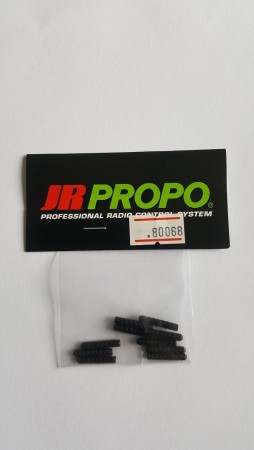 JR PROPO®
PROFESSIONAL RADIO CONTROL SYSTEM
.80068